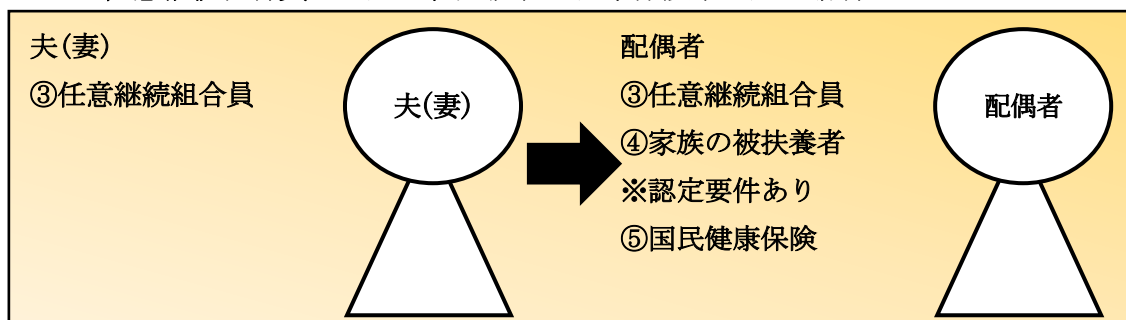 夫(妻)
③任意継続組合員
夫(妻)
配偶者
③任意継続組合員
④家族の被扶養者
※認定要件あり
⑤国民健康保険
配偶者